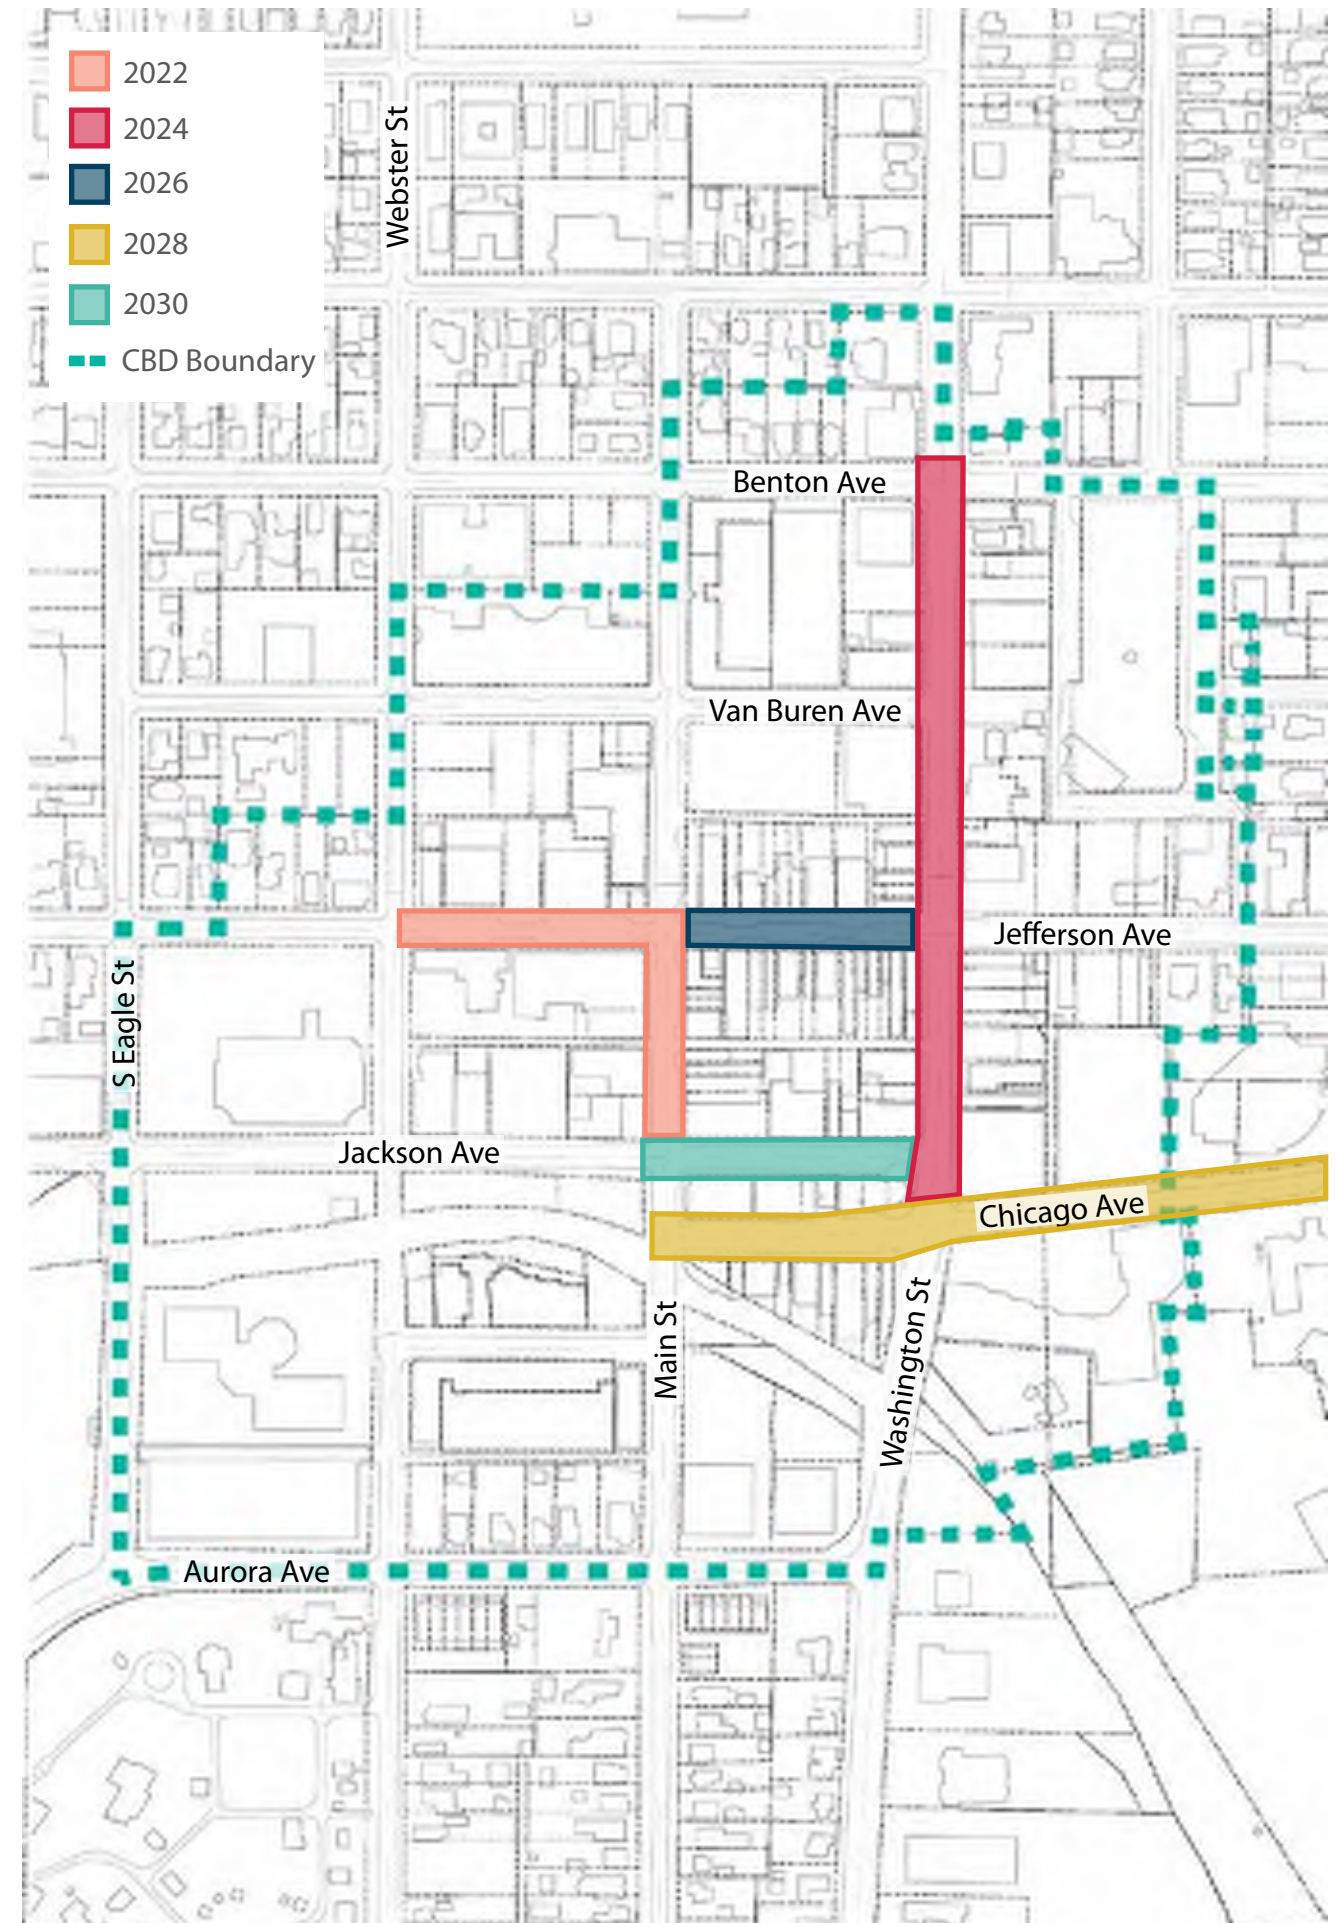 2022
2024
2026
2028
2030
CBD Boundary
Webster St
Benton Ave
Van Buren Ave
Jefferson Ave
S Eagle St
Jackson Ave
Chicago Ave
Main St
Washington St
Aurora Ave